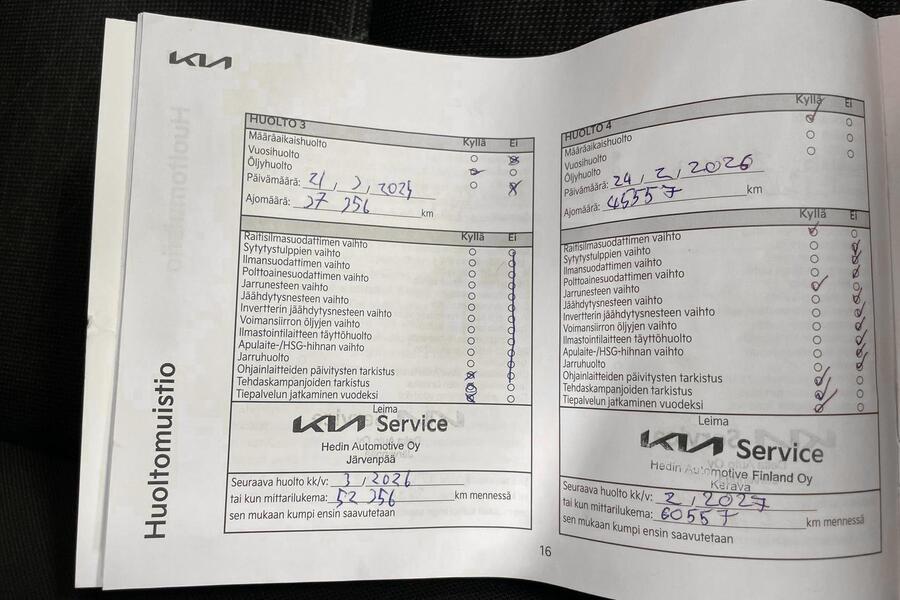 KIA
Huoltomuistio
HUOLTO 3
Kyllä Ei
Määräaikaishuolto
Vuosihuolto
Öljyhuolto
Päivämäärä:
Ajomäärä: 37 356 km
Kyllä Ei
Raitisilmasuodattimen vaihto
Sytytystulppien vaihto
Ilmansuodattimen vaihto
Polttoainesuodattimen vaihto
Jarrunesteen vaihto
Jäähdytysnesteen vaihto
Invertterin jäähdytysnesteen vaihto
Voimansiirron öljyjen vaihto
Ilmastointilaitteen täyttöhuolto
Apulaite-/HSG-hihnan vaihto
Jarruhuolto
Ohjainlaitteiden päivitysten tarkistus
Tehdaskampanjoiden tarkistus
Tiepalvelun jatkaminen vuodeksi
Leima
KIA Service
Hedin Automotive Oy
Järvenpää
Seuraava huolto kk/v: 3 / 2026
tai kun mittarilukema: 52 356 km mennessä
sen mukaan kumpi ensin saavutetaan
16
HUOLTO 4
Kyllä Ei
Määräaikaishuolto
Vuosihuolto
Öljyhuolto
Päivämäärä: 24 , 2 , 2026
Ajomäärä: 45557 km
Kyllä Ei
Raitisilmasuodattimen vaihto
Sytytystulppien vaihto
Ilmansuodattimen vaihto
Polttoainesuodattimen vaihto
Jarrunesteen vaihto
Jäähdytysnesteen vaihto
Invertterin jäähdytysnesteen vaihto
Voimansiirron öljyjen vaihto
Ilmastointilaitteen täyttöhuolto
Apulaite-/HSG-hihnan vaihto
Jarruhuolto
Ohjainlaitteiden päivitysten tarkistus
Tehdaskampanjoiden tarkistus
Tiepalvelun jatkaminen vuodeksi
Leima
KIA Service
Hedin Automotive Finland Oy
Kerava
Seuraava huolto kk/v: 2 , 2027
tai kun mittarilukema: 60557 km mennessä
sen mukaan kumpi ensin saavutetaan